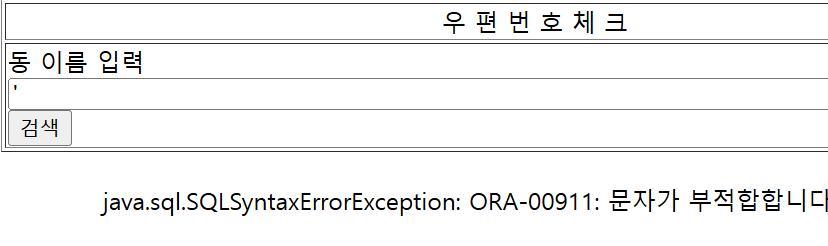 우 편 번 호 체 크
동 이름 입력
'
검색
java.sql.SQLSyntaxErrorException: ORA-00911: 문자가 부적합합니다